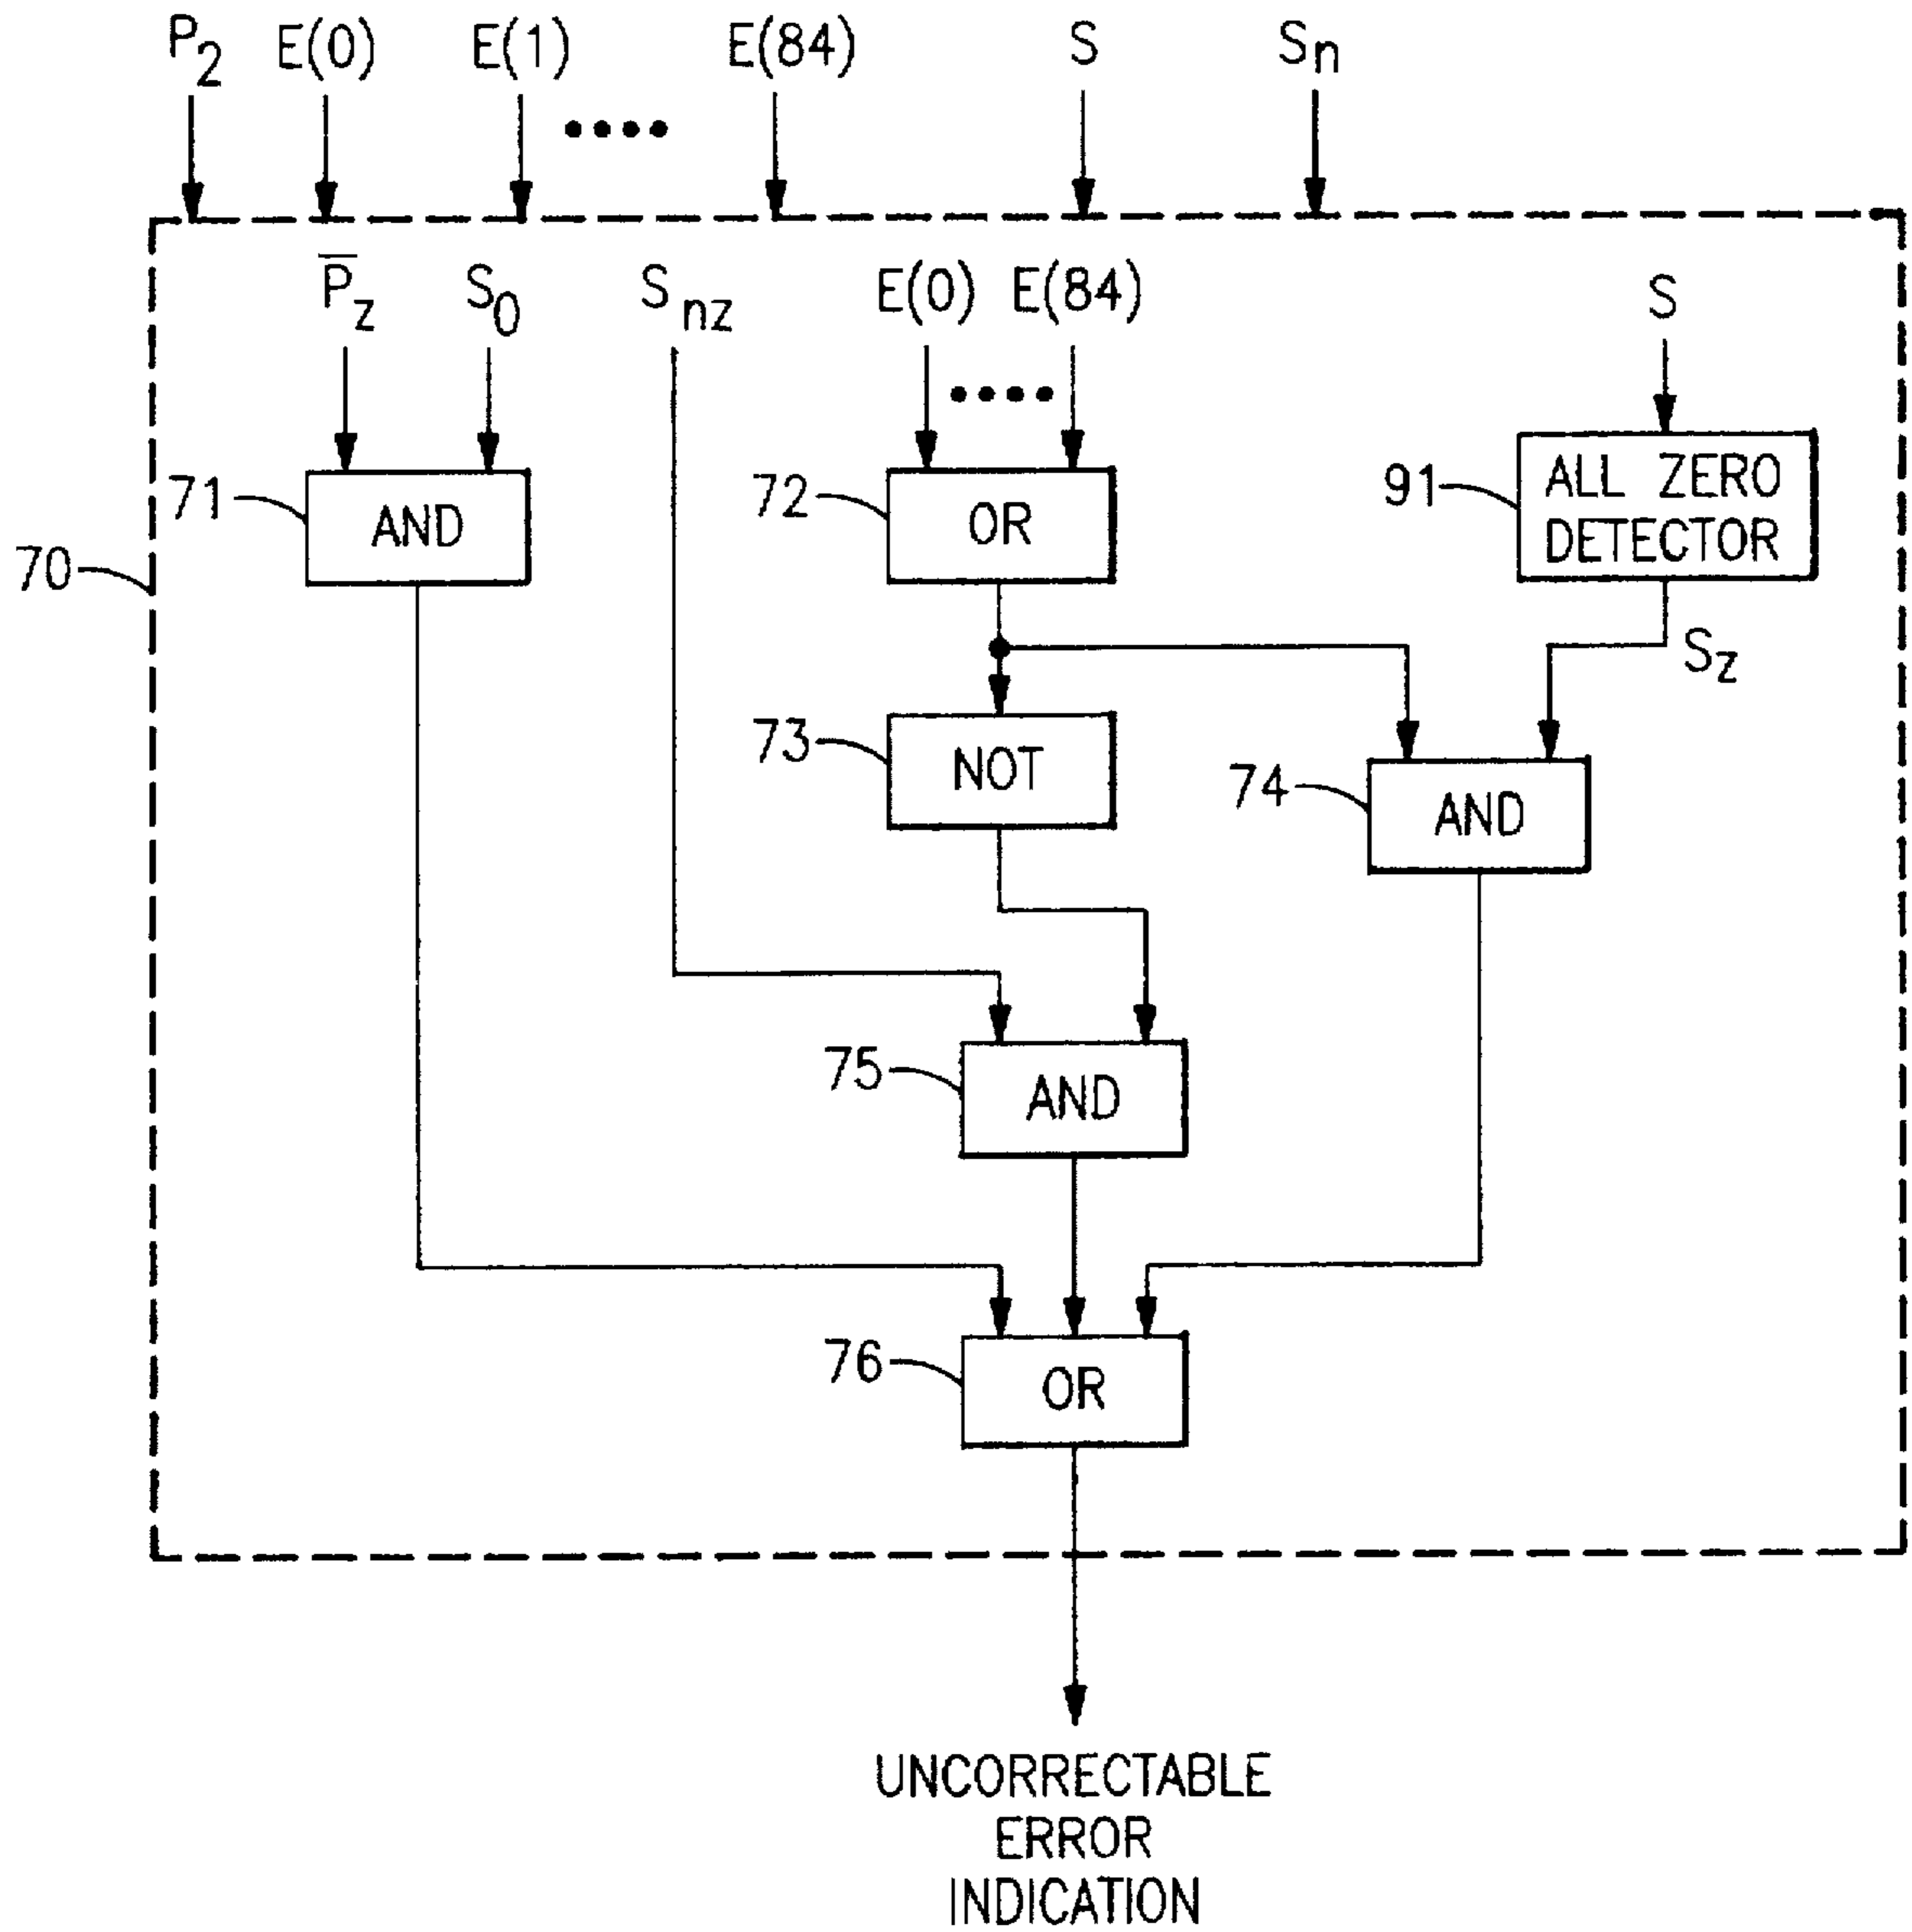 P2 E(0) E(1) E(84) S Sn
P̅z S0 Snz E(0) E(84) S
71 AND 72 OR 91 ALL ZERO
DETECTOR
70
Sz
73 NOT 74 AND
75 AND
76 OR
UNCORRECTABLE
ERROR
INDICATION